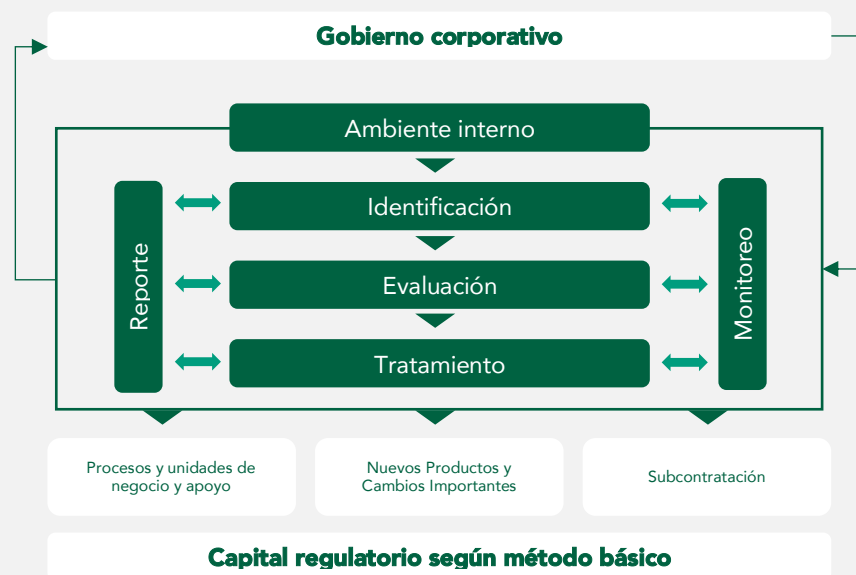 Gobierno corporativo
Ambiente interno
Identificación
Evaluación
Tratamiento
Reporte
Monitoreo
Procesos y unidades de
negocio y apoyo
Nuevos Productos y
Cambios Importantes
Subcontratación
Capital regulatorio según método básico